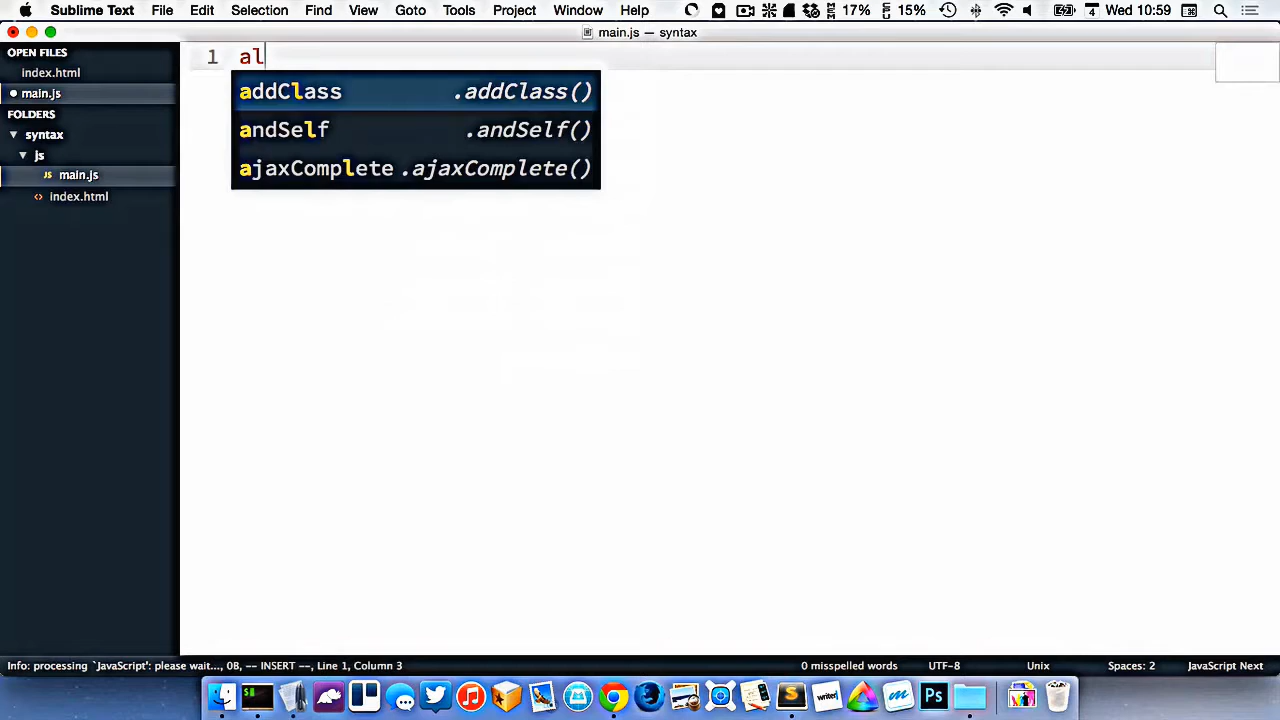 Sublime Text File Edit Selection Find View Goto Tools Project Window Help 17% 15% 4 Wed 10:59
main.js — syntax
OPEN FILES
index.html
main.js
FOLDERS
syntax
js
main.js
index.html
1 al
addClass .addClass()
andSelf .andSelf()
ajaxComplete .ajaxComplete()
Info: processing `JavaScript': please wait..., 0B, -- INSERT --, Line 1, Column 3 0 misspelled words UTF-8 Unix Spaces: 2 JavaScript Next
writer Ps